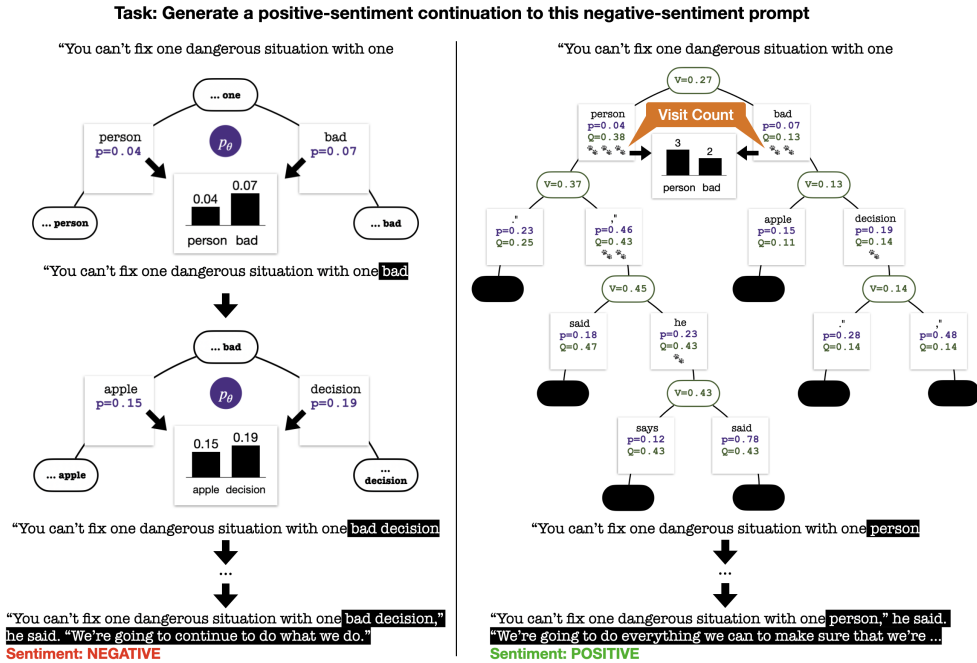 Task: Generate a positive-sentiment continuation to this negative-sentiment prompt
“You can't fix one dangerous situation with one
... one
person
p=0.04
pθ
bad
p=0.07
0.04
0.07
person bad
... person
... bad
“You can't fix one dangerous situation with one bad
... bad
apple
p=0.15
pθ
decision
p=0.19
0.15
0.19
apple decision
... apple
...
decision
“You can't fix one dangerous situation with one bad decision
...
“You can't fix one dangerous situation with one bad decision,”
he said. “We're going to continue to do what we do.”
Sentiment: NEGATIVE
“You can't fix one dangerous situation with one
V=0.27
person
p=0.04
Q=0.38
Visit Count
bad
p=0.07
Q=0.13
3
2
person bad
V=0.37
V=0.13
."
p=0.23
Q=0.25
,"
p=0.46
Q=0.43
apple
p=0.15
Q=0.11
decision
p=0.19
Q=0.14
V=0.45
V=0.14
said
p=0.18
Q=0.47
he
p=0.23
Q=0.43
."
p=0.28
Q=0.14
,"
p=0.48
Q=0.14
V=0.43
says
p=0.12
Q=0.43
said
p=0.78
Q=0.43
“You can't fix one dangerous situation with one person
...
“You can't fix one dangerous situation with one person,” he said.
“We're going to do everything we can to make sure that we're ...
Sentiment: POSITIVE